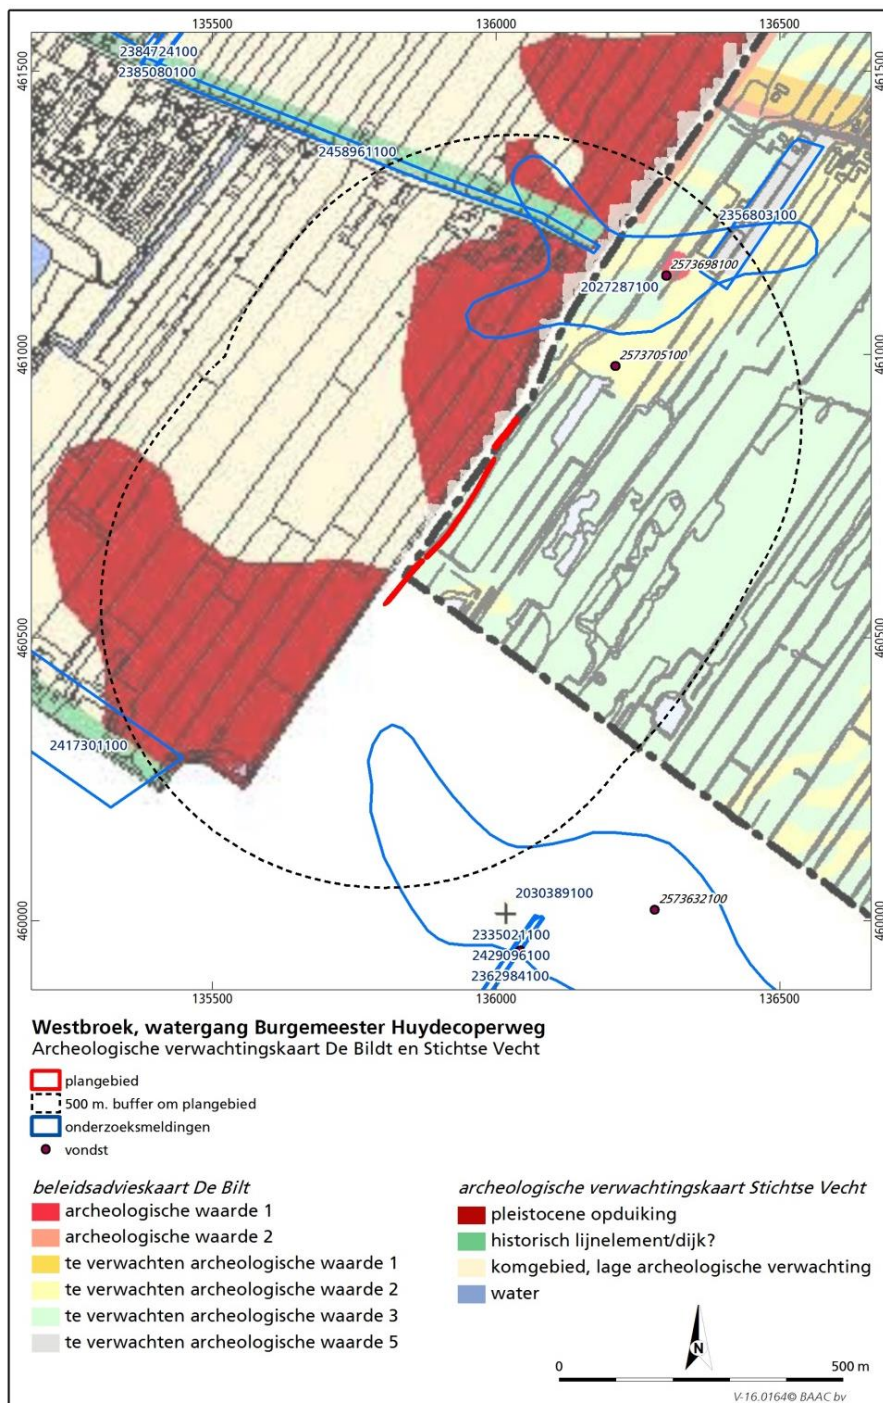 135500 136000 136500
461500 461500
2384724100
2385080100
2458961100
2356803100
2573698100
2027287100
461000 461000
2573705100
460500 460500
2417301100
2030389100
2573632100
460000 460000
2335021100
2429096100
2362984100
135500 136000 136500
Westbroek, watergang Burgemeester Huydecoperweg
Archeologische verwachtingskaart De Bildt en Stichtse Vecht
plangebied
500 m. buffer om plangebied
onderzoeksmeldingen
vondst
beleidsadvieskaart De Bilt
archeologische waarde 1
archeologische waarde 2
te verwachten archeologische waarde 1
te verwachten archeologische waarde 2
te verwachten archeologische waarde 3
te verwachten archeologische waarde 5
archeologische verwachtingskaart Stichtse Vecht
pleistocene opduiking
historisch lijnelement/dijk?
komgebied, lage archeologische verwachting
water
N
0 500 m
V-16.0164© BAAC bv